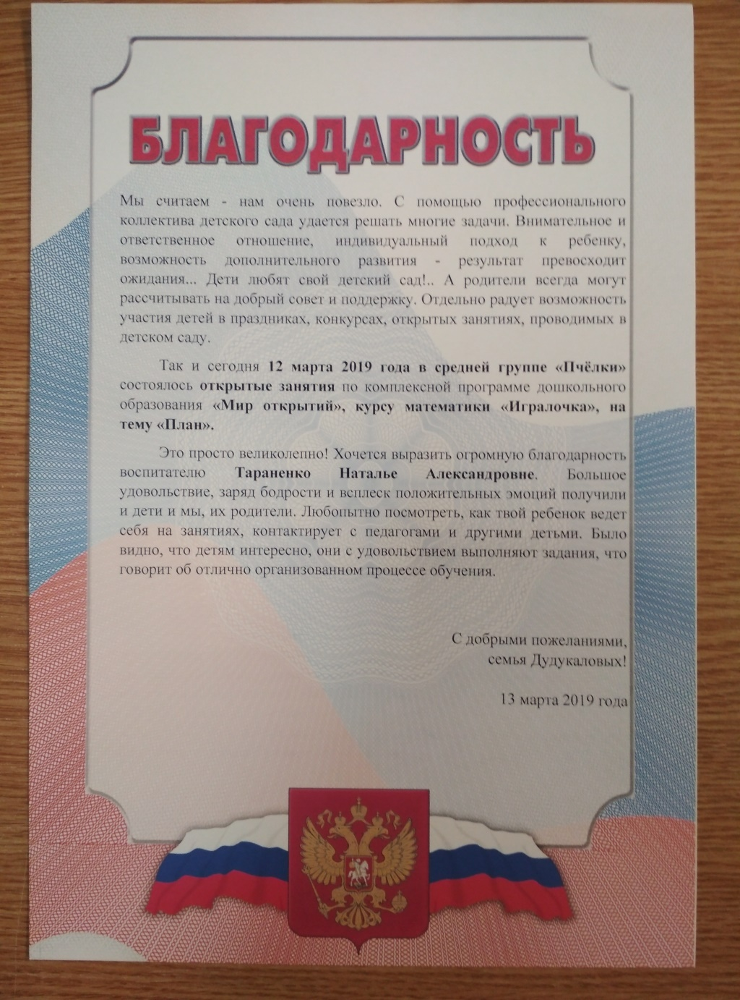 БЛАГОДАРНОСТЬ
Мы считаем - нам очень повезло. С помощью профессионального
коллектива детского сада удается решать многие задачи. Внимательное и
ответственное отношение, индивидуальный подход к ребенку,
возможность дополнительного развития - результат превосходит
ожидания... Дети любят свой детский сад!.. А родители всегда могут
рассчитывать на добрый совет и поддержку. Отдельно радует возможность
участия детей в праздниках, конкурсах, открытых занятиях, проводимых в
детском саду.
Так и сегодня 12 марта 2019 года в средней группе «Пчёлки»
состоялось открытые занятия по комплексной программе дошкольного
образования «Мир открытий», курсу математики «Игралочка», на
тему «План».
Это просто великолепно! Хочется выразить огромную благодарность
воспитателю Тараненко Наталье Александровне. Большое
удовольствие, заряд бодрости и всплеск положительных эмоций получили
и дети и мы, их родители. Любопытно посмотреть, как твой ребенок ведет
себя на занятиях, контактирует с педагогами и другими детьми. Было
видно, что детям интересно, они с удовольствием выполняют задания, что
говорит об отлично организованном процессе обучения.
С добрыми пожеланиями,
семья Дудукаловых!
13 марта 2019 года